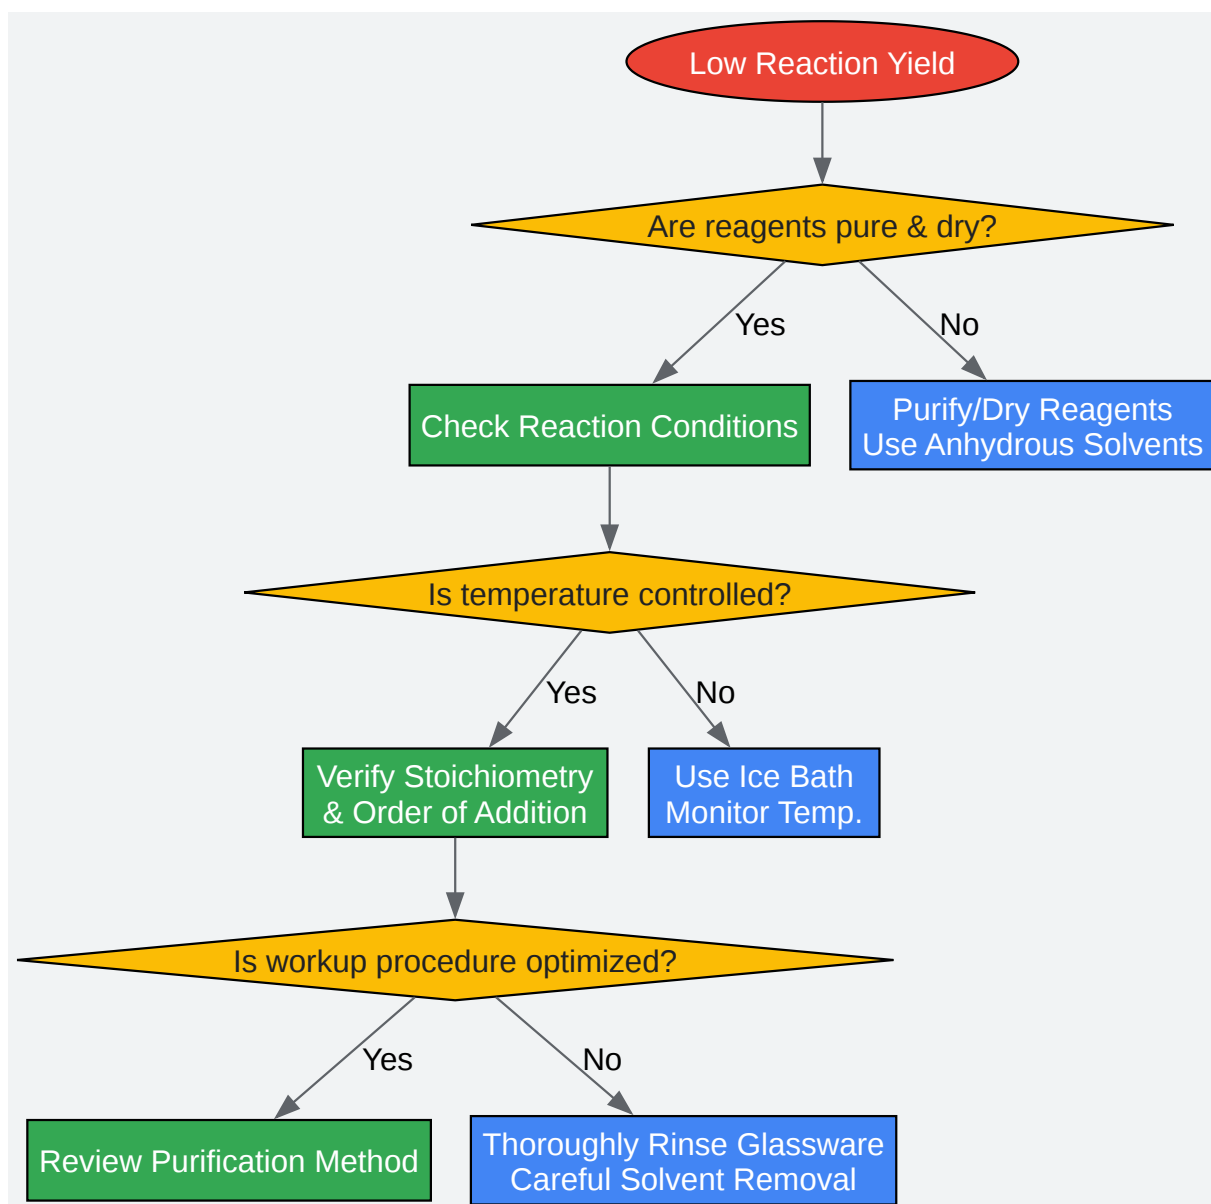 Low Reaction Yield
Are reagents pure & dry?
Yes
No
Check Reaction Conditions
Purify/Dry Reagents
Use Anhydrous Solvents
Is temperature controlled?
Yes
No
Verify Stoichiometry
& Order of Addition
Use Ice Bath
Monitor Temp.
Is workup procedure optimized?
Yes
No
Review Purification Method
Thoroughly Rinse Glassware
Careful Solvent Removal